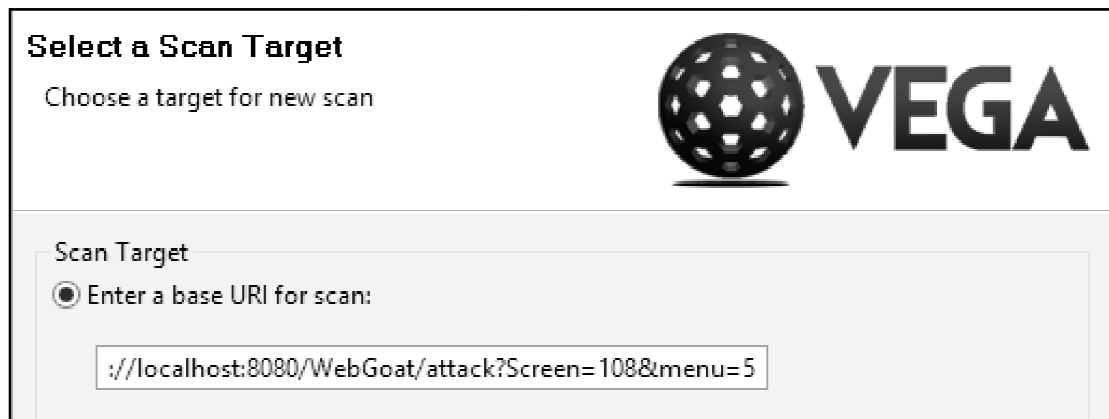 Select a Scan Target
Choose a target for new scan
VEGA
Scan Target
Enter a base URI for scan:
://localhost:8080/WebGoat/attack?Screen=108&menu=5